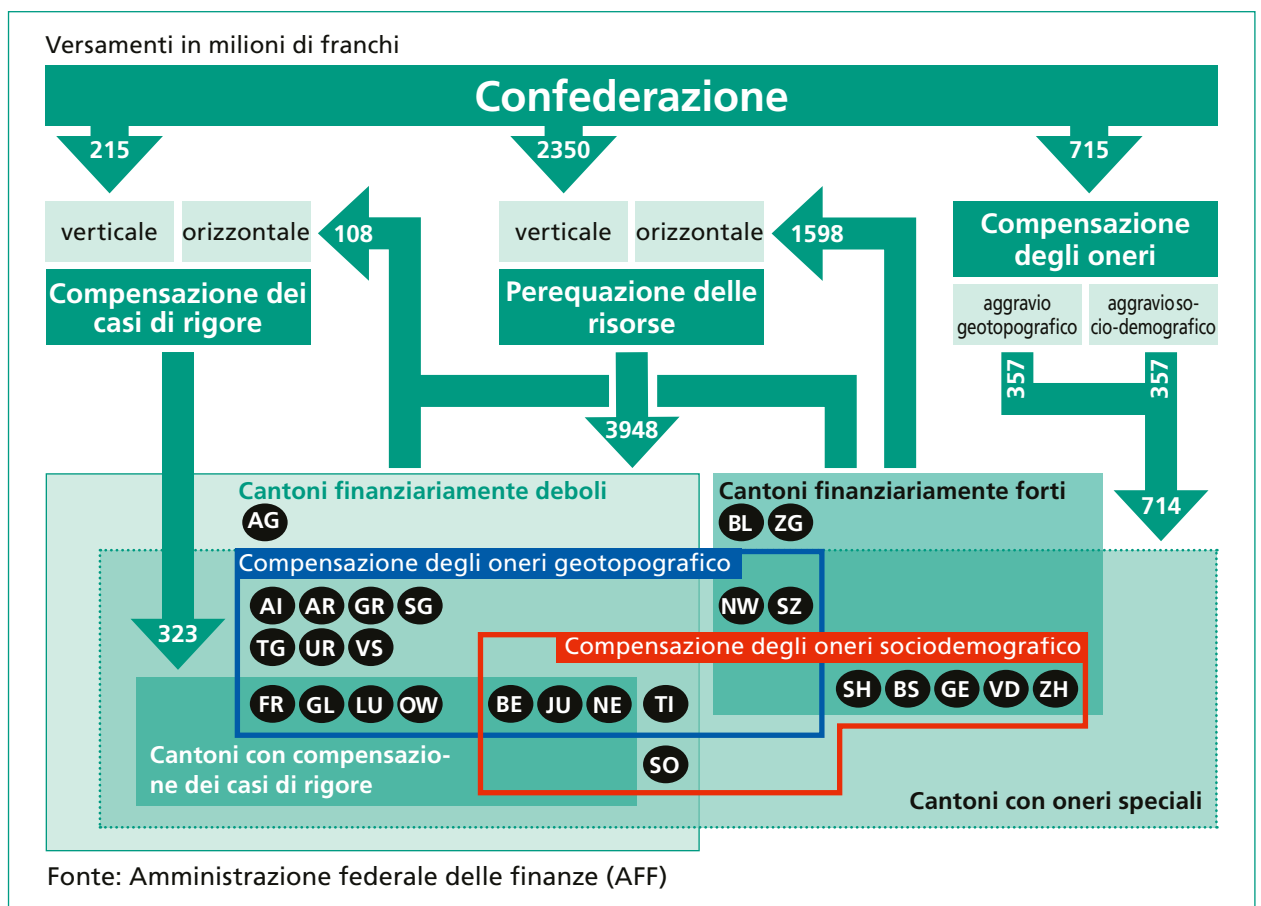 Versamenti in milioni di franchi
Confederazione
215
2350
715
verticale
orizzontale
108
verticale
orizzontale
1598
Compensazione
degli oneri
Compensazione dei
casi di rigore
Perequazione delle
risorse
aggravio
geotopografico
aggravio so-
cio-demografico
357
357
3948
714
Cantoni finanziariamente deboli
AG
Cantoni finanziariamente forti
BL ZG
Compensazione degli oneri geotopografico
AI AR GR SG
NW SZ
323
TG UR VS
Compensazione degli oneri sociodemografico
SH BS GE VD ZH
FR GL LU OW
BE JU NE TI
Cantoni con compensazio-
ne dei casi di rigore
SO
Cantoni con oneri speciali
Fonte: Amministrazione federale delle finanze (AFF)